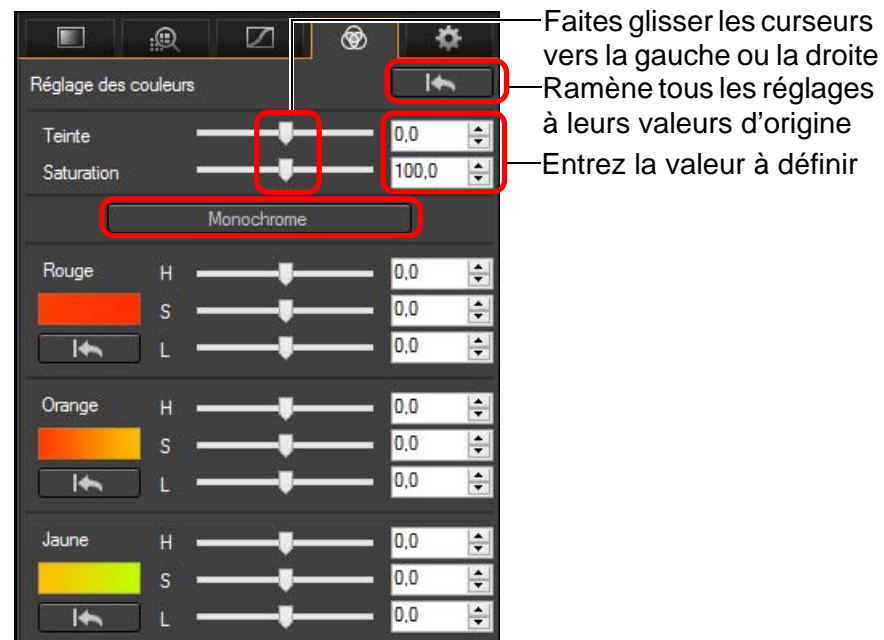 Faites glisser les curseurs
vers la gauche ou la droite
Réglage des couleurs
Ramène tous les réglages
à leurs valeurs d'origine
Teinte 0,0
Entrez la valeur à définir
Saturation 100,0
Monochrome
Rouge H 0,0
S 0,0
L 0,0
Orange H 0,0
S 0,0
L 0,0
Jaune H 0,0
S 0,0
L 0,0